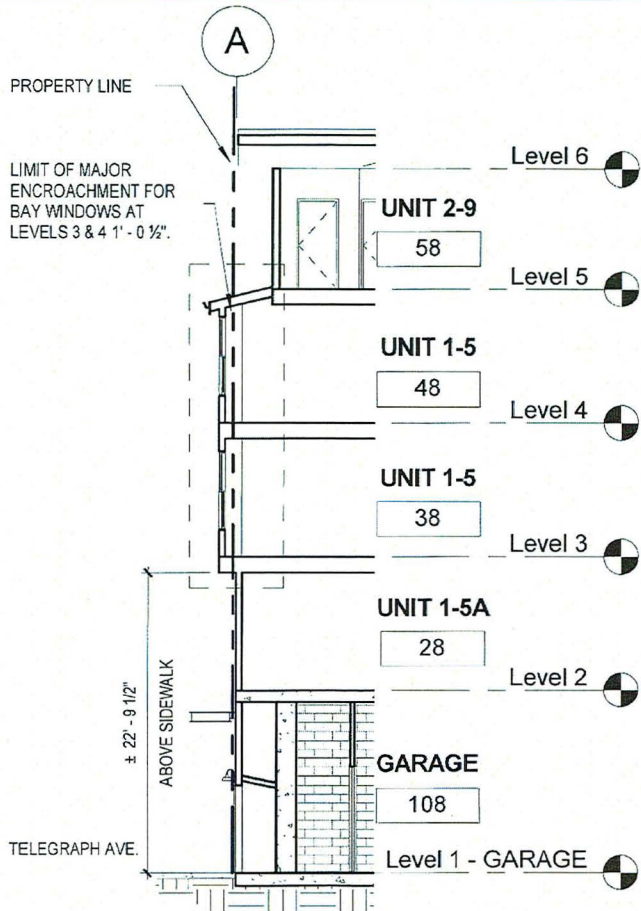 A
PROPERTY LINE
LIMIT OF MAJOR
ENCROACHMENT FOR
BAY WINDOWS AT
LEVELS 3 & 4 1' - 0 ½".
Level 6
UNIT 2-9
58
Level 5
UNIT 1-5
48
Level 4
UNIT 1-5
38
Level 3
UNIT 1-5A
28
Level 2
± 22' - 9 1/2"
ABOVE SIDEWALK
GARAGE
108
TELEGRAPH AVE.
Level 1 - GARAGE